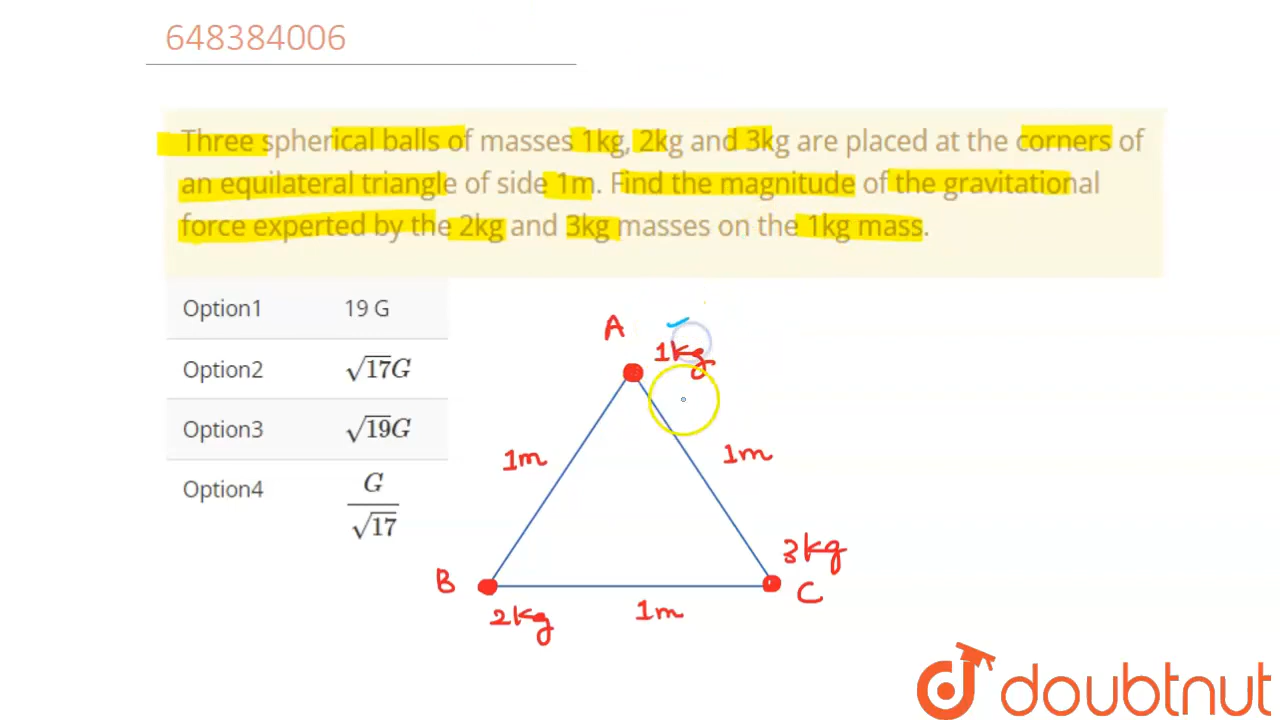 648384006
Three spherical balls of masses 1kg, 2kg and 3kg are placed at the corners of
an equilateral triangle of side 1m. Find the magnitude of the gravitational
force experted by the 2kg and 3kg masses on the 1kg mass.
Option1 19 G
Option2 √17G
Option3 √19G
Option4 G/√17
A
1kg
1m
1m
3kg
B
C
2kg
1m
doubtnut